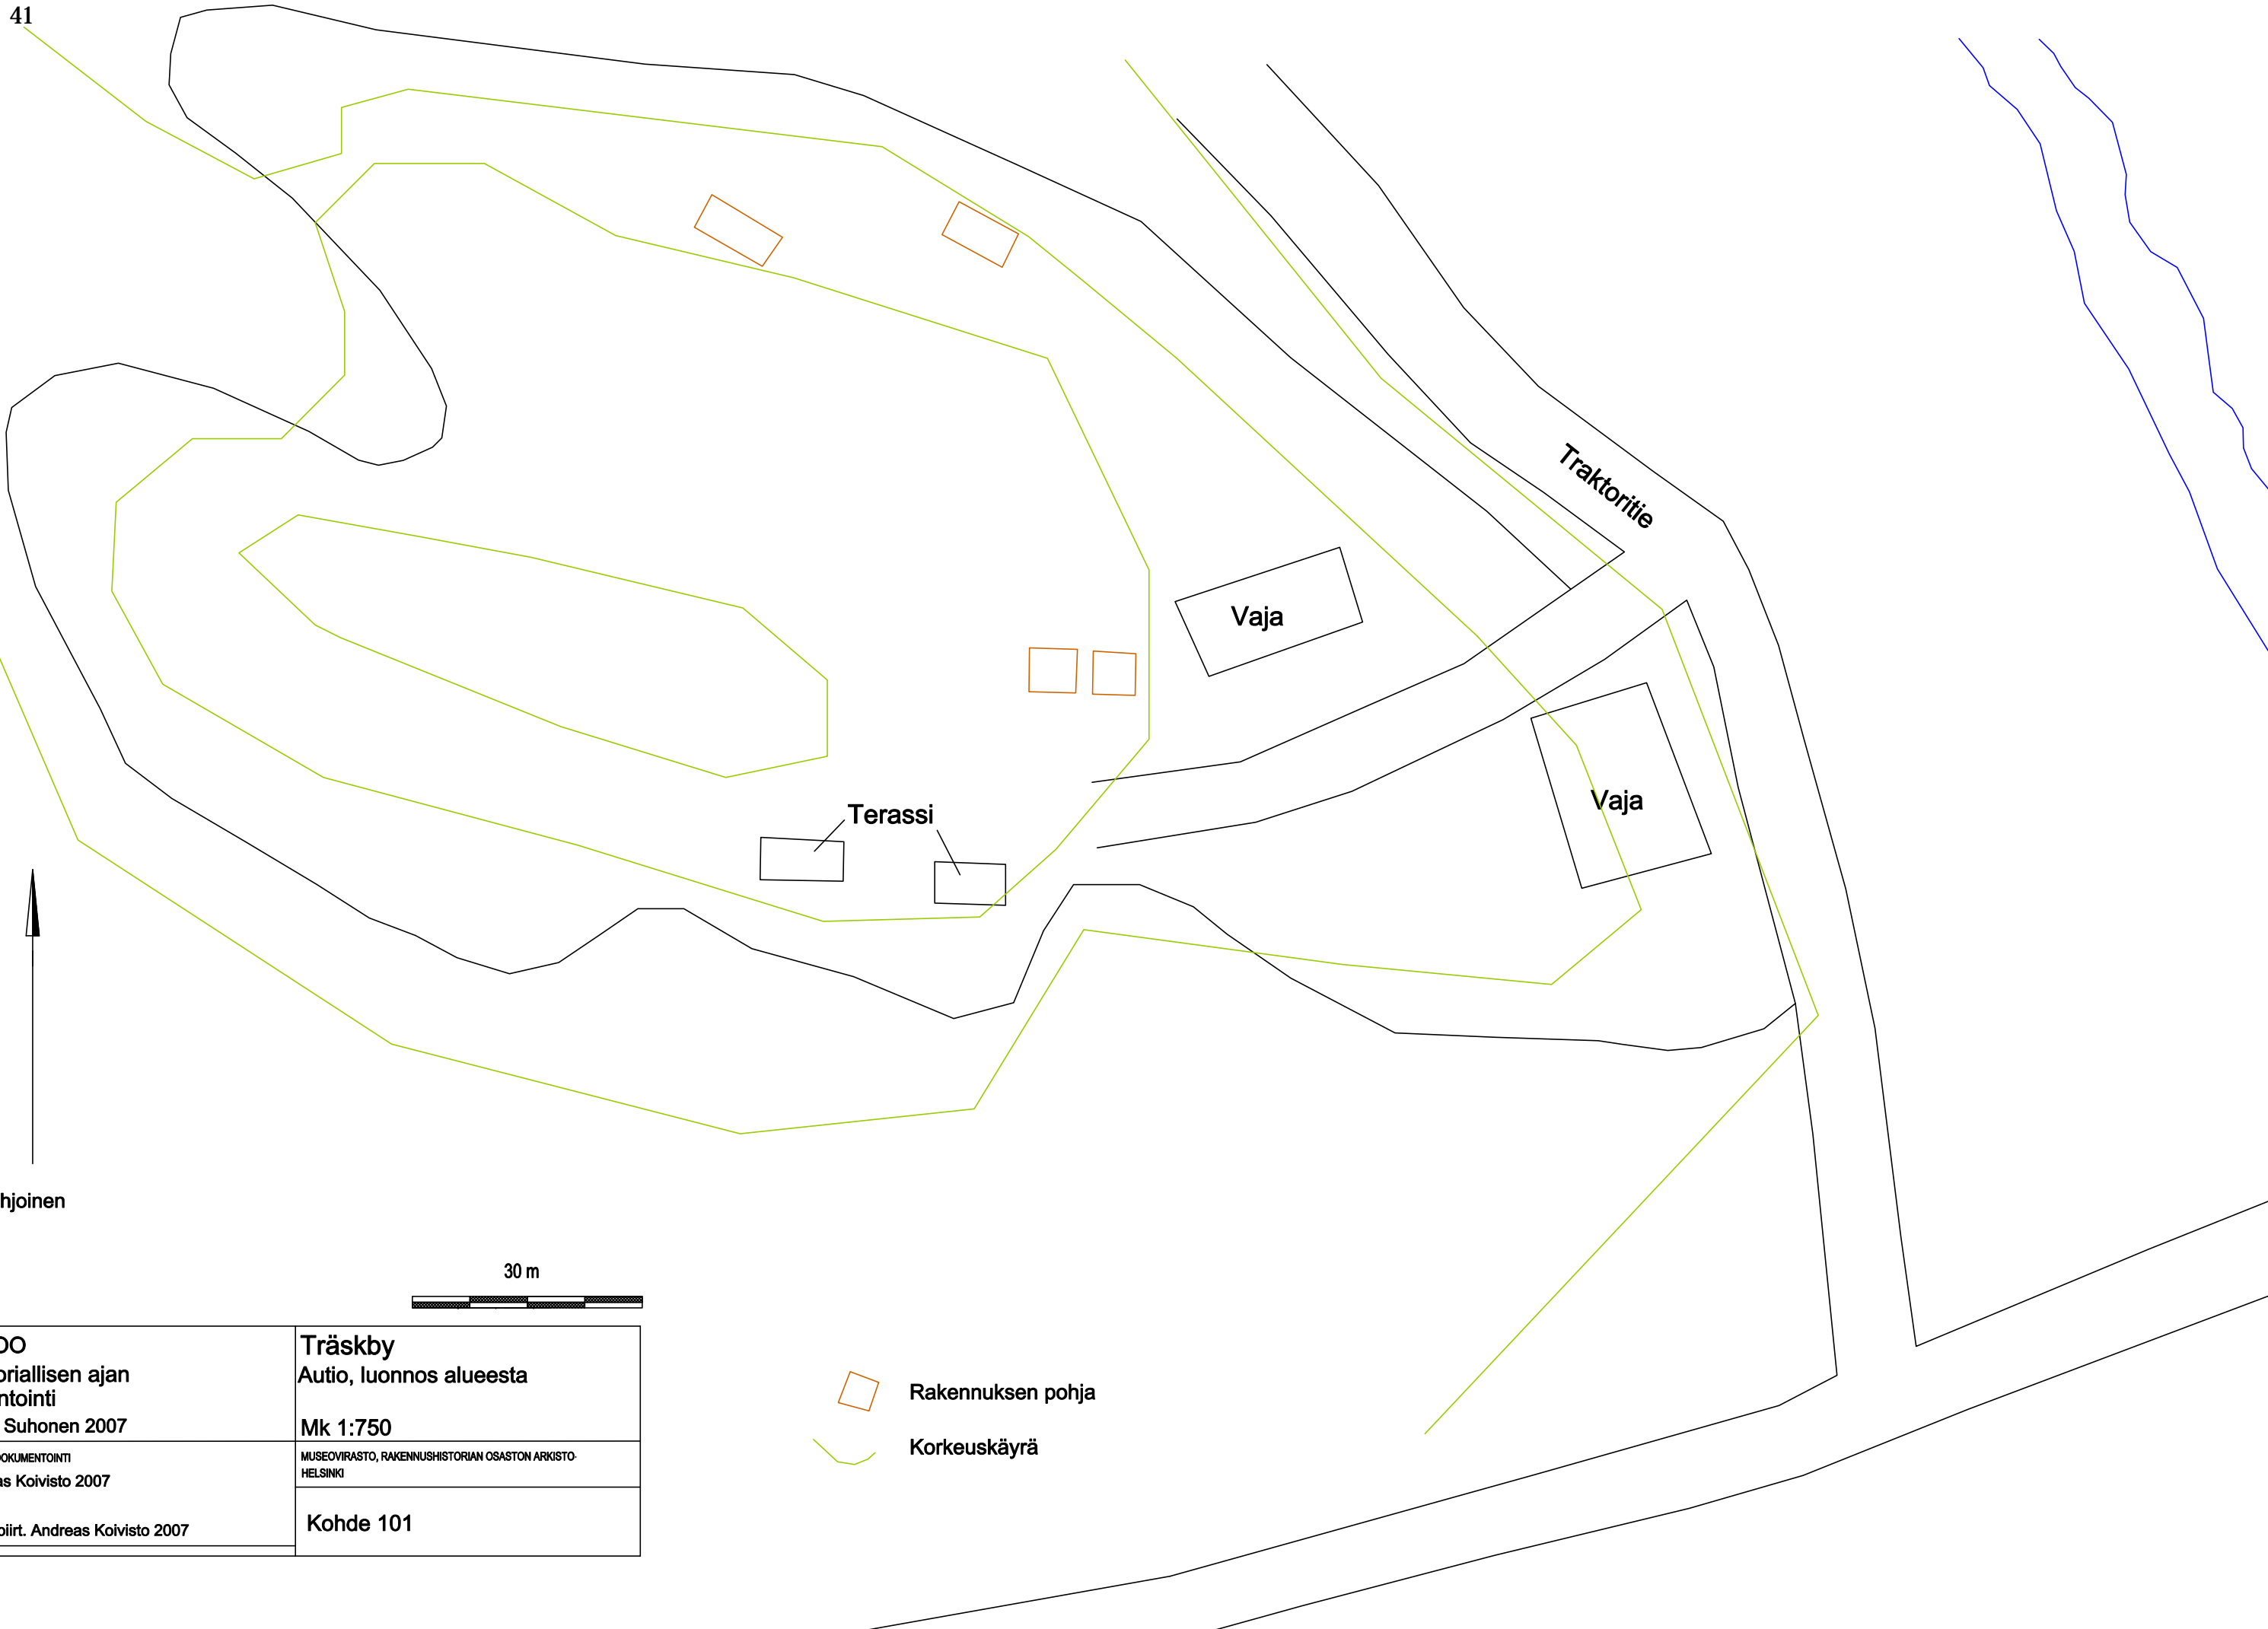 41
Traktoritie
Vaja
Vaja
Terassi
hjoinen
30 m
OO
oriallisen ajan
ntointi
Suhonen 2007
OKUMENTOINTI
as Koivisto 2007
piirt. Andreas Koivisto 2007
Träskby
Autio, luonnos alueesta
Mk 1:750
MUSEOVIRASTO, RAKENNUSHISTORIAN OSASTON ARKISTO-
HELSINKI
Kohde 101
Rakennuksen pohja
Korkeuskäyrä